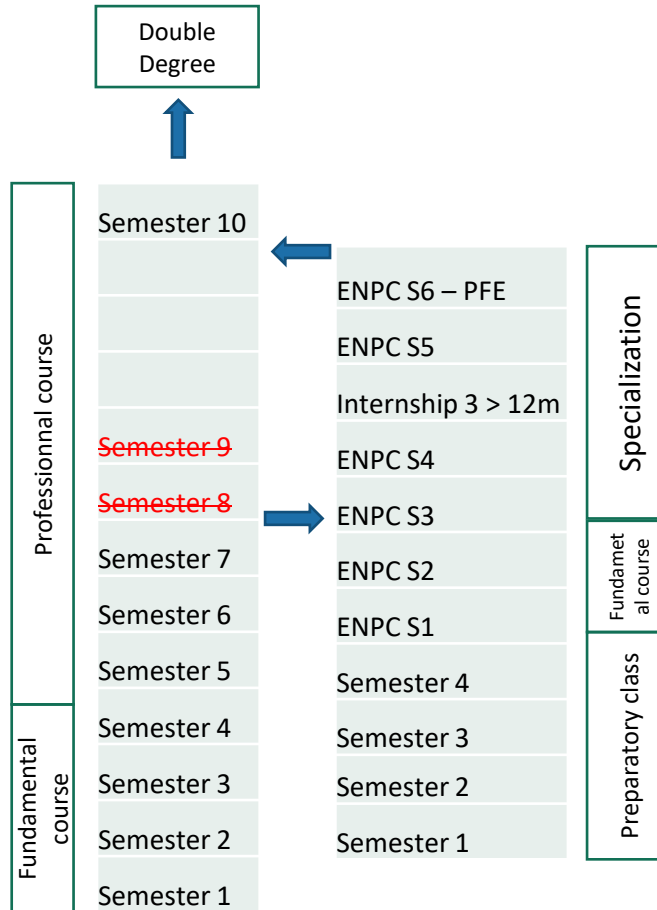 Double
Degree
Professionnal course
Fundamental
course
Semester 10
Semester 9
Semester 8
Semester 7
Semester 6
Semester 5
Semester 4
Semester 3
Semester 2
Semester 1
ENPC S6 – PFE
ENPC S5
Internship 3 > 12m
ENPC S4
ENPC S3
ENPC S2
ENPC S1
Semester 4
Semester 3
Semester 2
Semester 1
Specialization
Fundamet
al course
Preparatory class